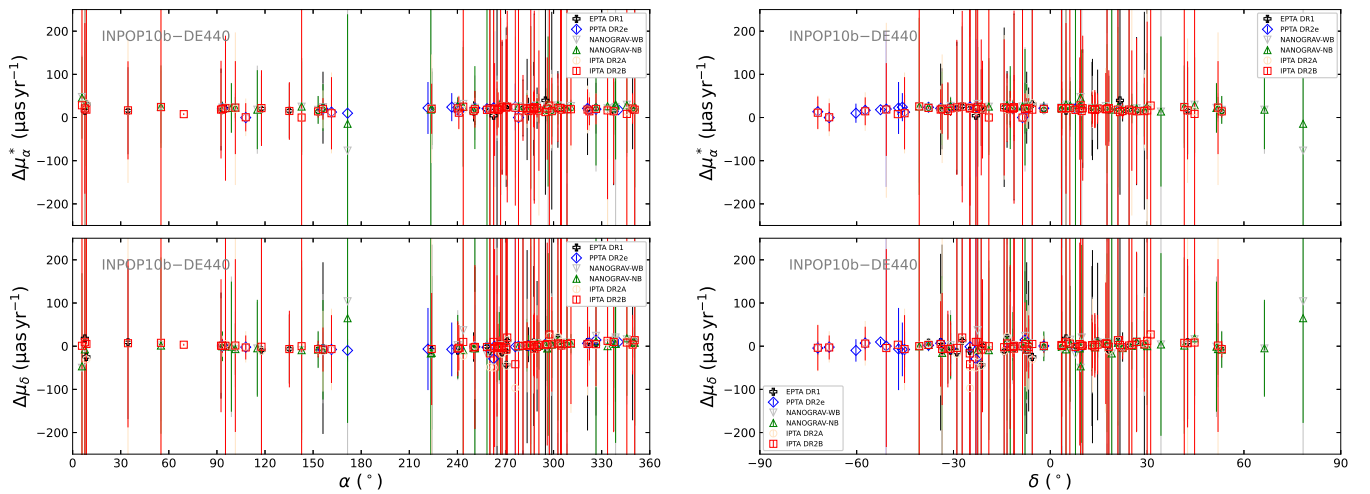 INPOP10b−DE440
EPTA DR1
PPTA DR2e
NANOGRAV-WB
NANOGRAV-NB
IPTA DR2A
IPTA DR2B
Δμ*α (μas yr−1)
200
100
0
−100
−200
INPOP10b−DE440
EPTA DR1
PPTA DR2e
NANOGRAV-WB
NANOGRAV-NB
IPTA DR2A
IPTA DR2B
Δμ*α (μas yr−1)
200
100
0
−100
−200
INPOP10b−DE440
EPTA DR1
PPTA DR2e
NANOGRAV-WB
NANOGRAV-NB
IPTA DR2A
IPTA DR2B
Δμδ (μas yr−1)
200
100
0
−100
−200
0 30 60 90 120 150 180 210 240 270 300 330 360
α (°)
INPOP10b−DE440
EPTA DR1
PPTA DR2e
NANOGRAV-WB
NANOGRAV-NB
IPTA DR2A
IPTA DR2B
Δμδ (μas yr−1)
200
100
0
−100
−200
−90 −60 −30 0 30 60 90
δ (°)